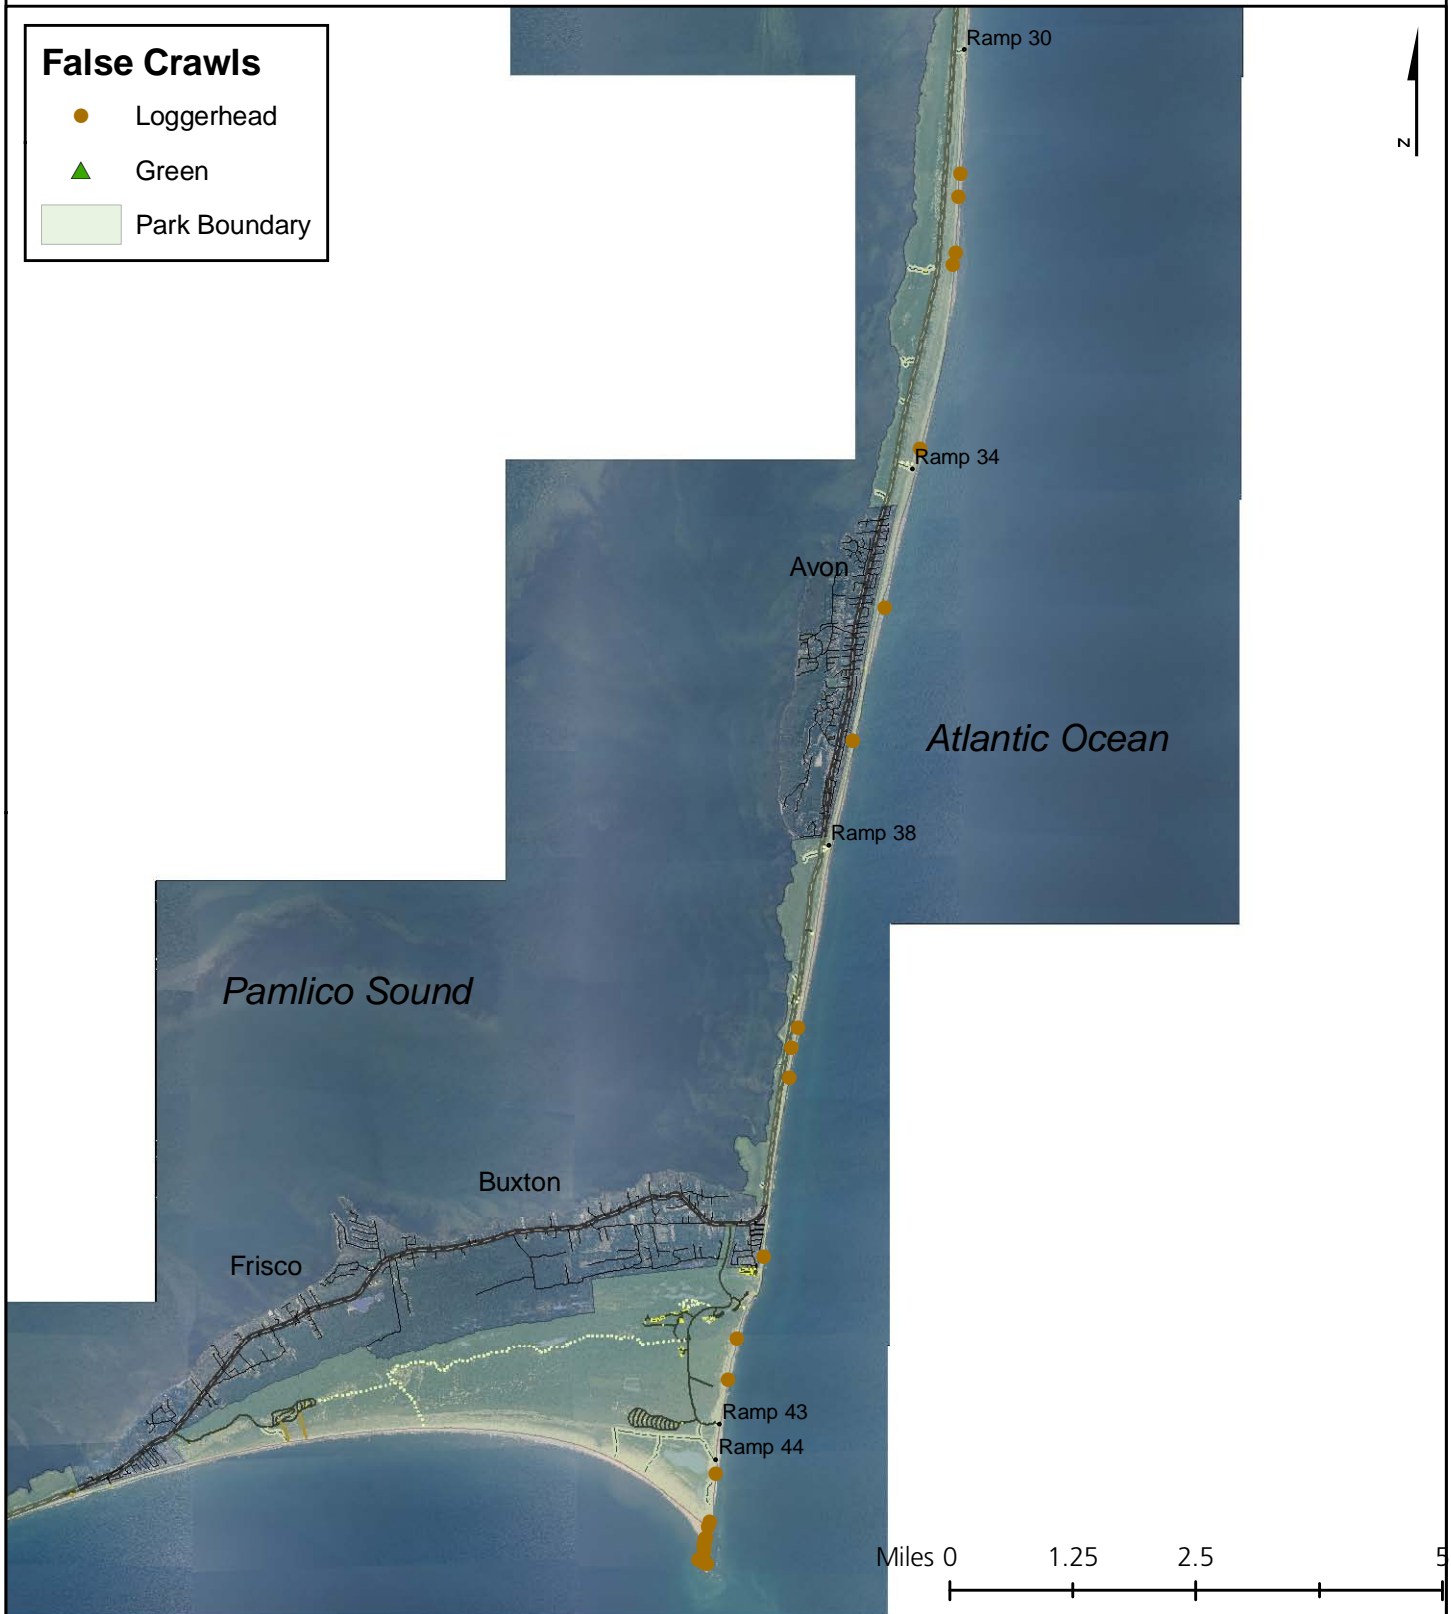 False Crawls
Loggerhead
Green
Park Boundary
Ramp 30
N
Ramp 34
Avon
Atlantic Ocean
Ramp 38
Pamlico Sound
Buxton
Frisco
Ramp 43
Ramp 44
Miles 0 1.25 2.5 5